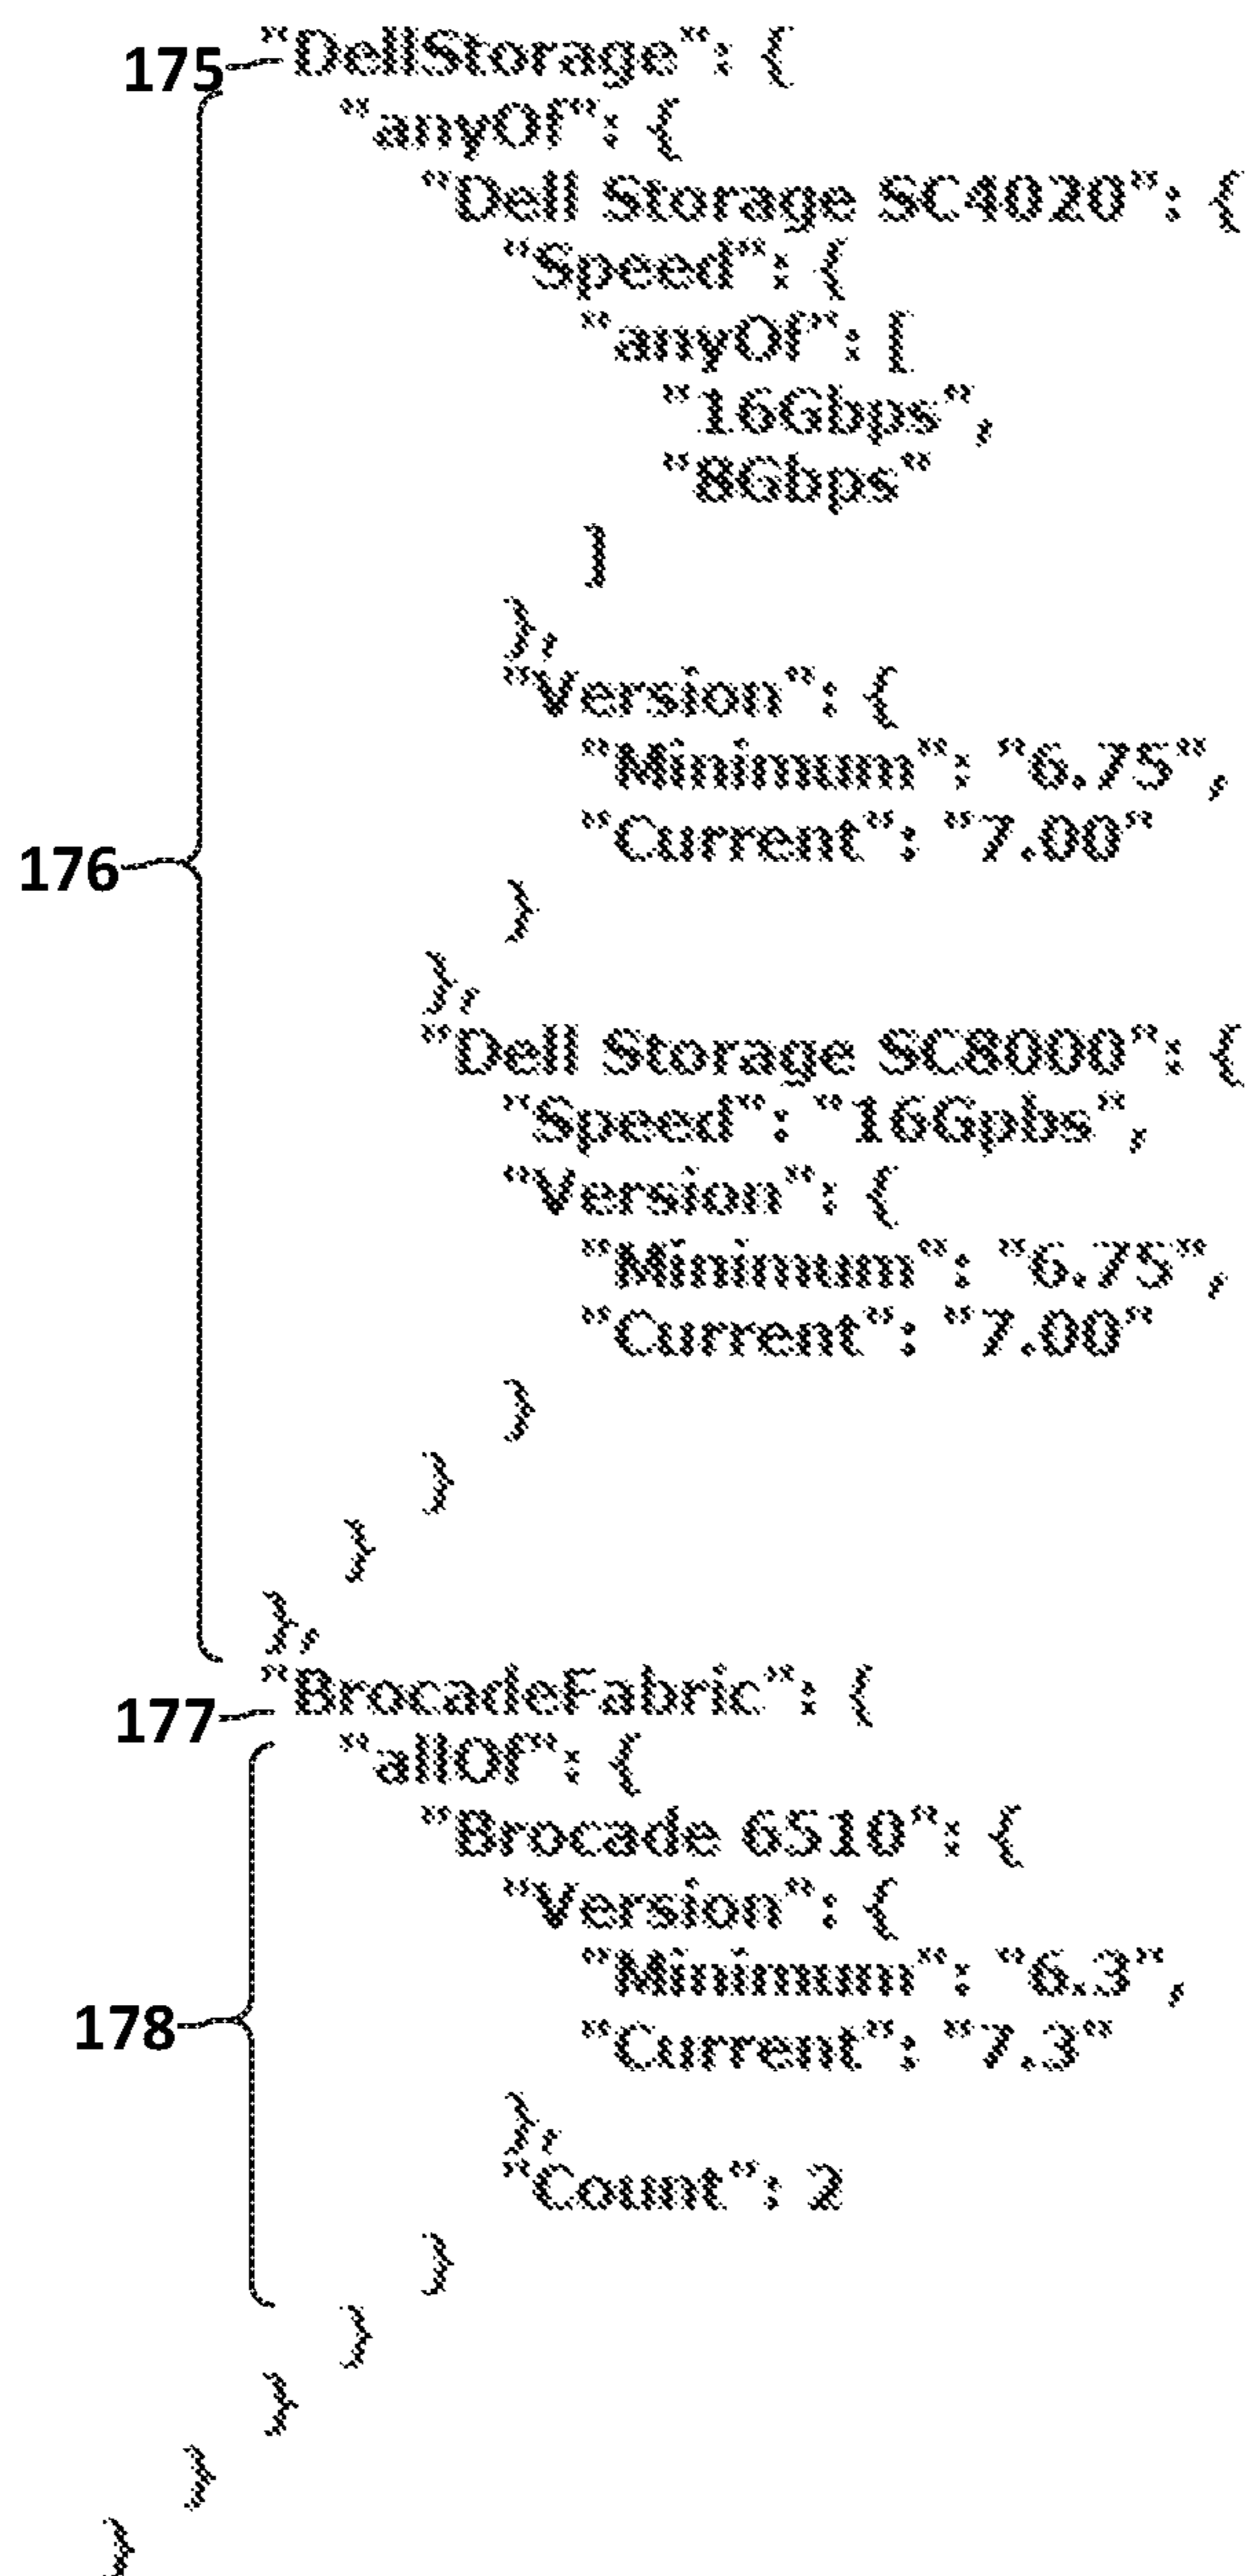 175 "DellStorage": {
"anyOf": {
"Dell Storage SC4020": {
"Speed": {
"anyOf": [
"16Gbps",
"8Gbps"
]
},
"Version": {
"Minimum": "6.75",
176 "Current": "7.00"
}
},
"Dell Storage SC8000": {
"Speed": "16Gpbs",
"Version": {
"Minimum": "6.75",
"Current": "7.00"
}
}
}
},
177 "BrocadeFabric": {
"allOf": {
"Brocade 6510": {
"Version": {
"Minimum": "6.3",
178 "Current": "7.3"
},
"Count": 2
}
}
}
}
}